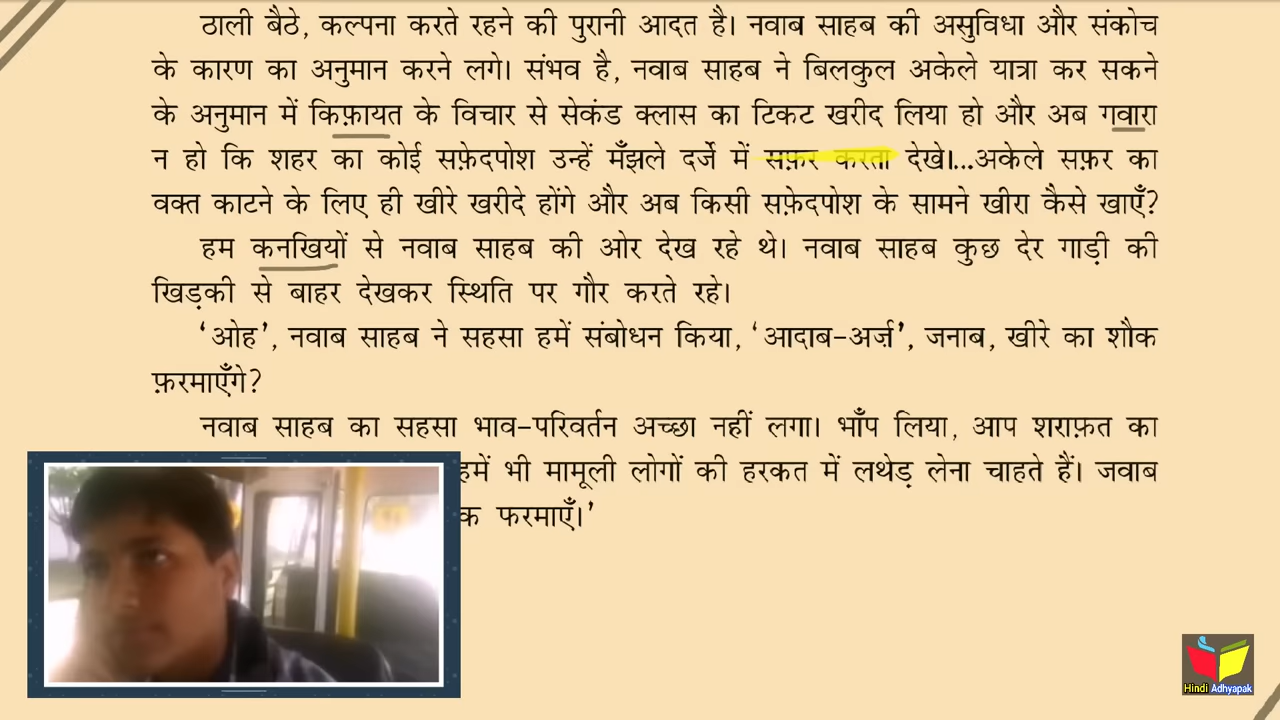 ठाली बैठे, कल्पना करते रहने की पुरानी आदत है। नवाब साहब की असुविधा और संकोच
के कारण का अनुमान करने लगे। संभव है, नवाब साहब ने बिलकुल अकेले यात्रा कर सकने
के अनुमान में किफ़ायत के विचार से सेकंड क्लास का टिकट खरीद लिया हो और अब गवारा
न हो कि शहर का कोई सफ़ेदपोश उन्हें मँझले दर्जे में सफ़र करता देखे।...अकेले सफ़र का
वक्त काटने के लिए ही खीरे खरीदे होंगे और अब किसी सफ़ेदपोश के सामने खीरा कैसे खाएँ?
हम कनखियों से नवाब साहब की ओर देख रहे थे। नवाब साहब कुछ देर गाड़ी की
खिड़की से बाहर देखकर स्थिति पर गौर करते रहे।
‘ओह’, नवाब साहब ने सहसा हमें संबोधन किया, ‘आदाब-अर्ज़’, जनाब, खीरे का शौक
फ़रमाएँगे?
नवाब साहब का सहसा भाव-परिवर्तन अच्छा नहीं लगा। भाँप लिया, आप शराफ़त का
हमें भी मामूली लोगों की हरकत में लथेड़ लेना चाहते हैं। जवाब
क फरमाएँ।’
Hindi Adhyapak